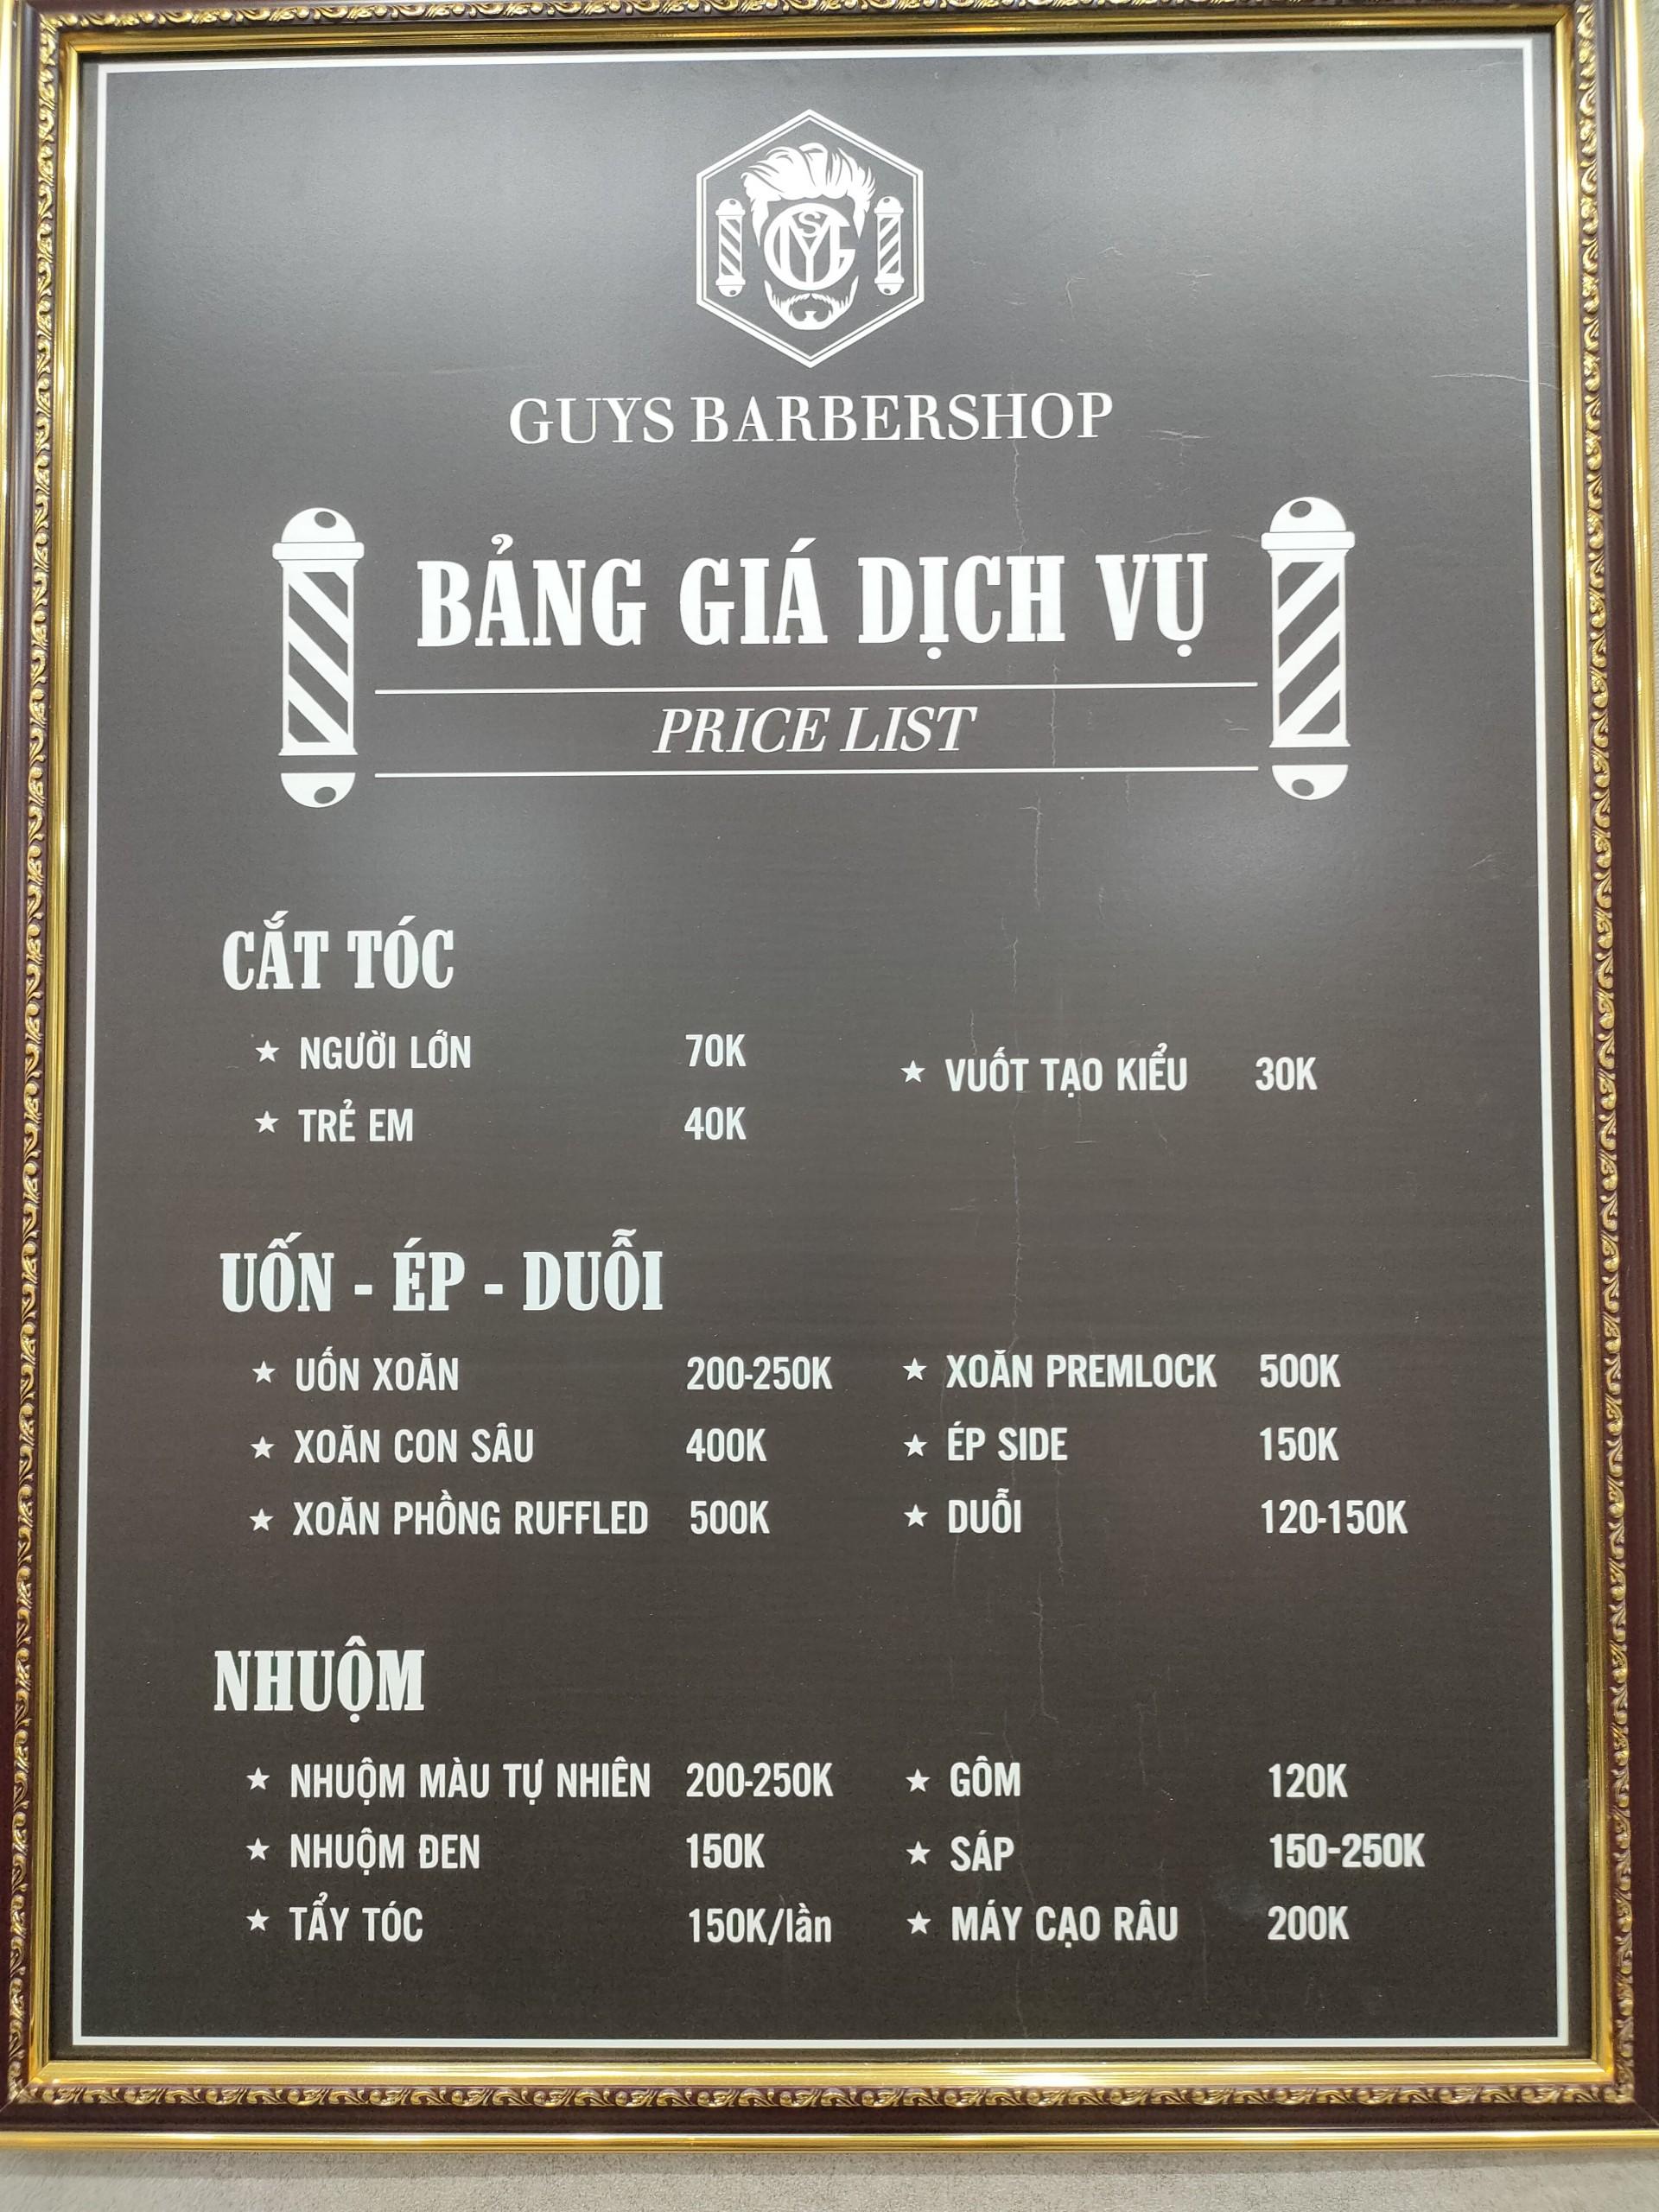 GUYS
GUYS BARBERSHOP
BẢNG GIÁ DỊCH VỤ
PRICE LIST
CẮT TÓC
★ NGƯỜI LỚN 70K
★ TRẺ EM 40K
★ VUỐT TẠO KIỂU 30K
UỐN - ÉP - DUỖI
★ UỐN XOĂN 200-250K
★ XOĂN CON SÂU 400K
★ XOĂN PHỒNG RUFFLED 500K
★ XOĂN PREMLOCK 500K
★ ÉP SIDE 150K
★ DUỖI 120-150K
NHUỘM
★ NHUỘM MÀU TỰ NHIÊN 200-250K
★ NHUỘM ĐEN 150K
★ TẨY TÓC 150K/lần
★ GÔM 120K
★ SÁP 150-250K
★ MÁY CẠO RÂU 200K